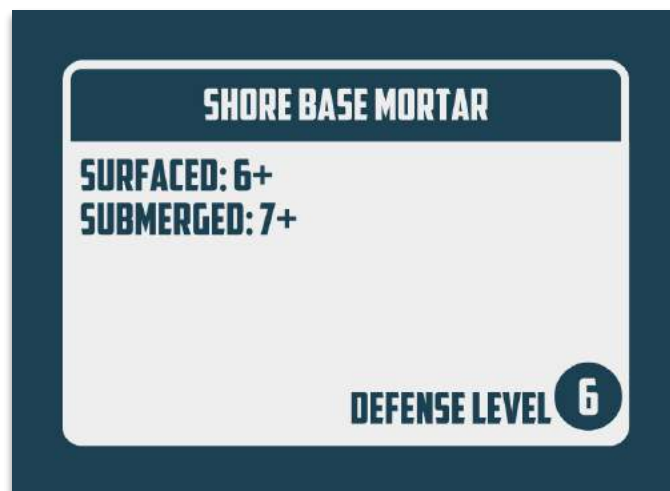 SHORE BASE MORTAR
SURFACED: 6+
SUBMERGED: 7+
DEFENSE LEVEL 6